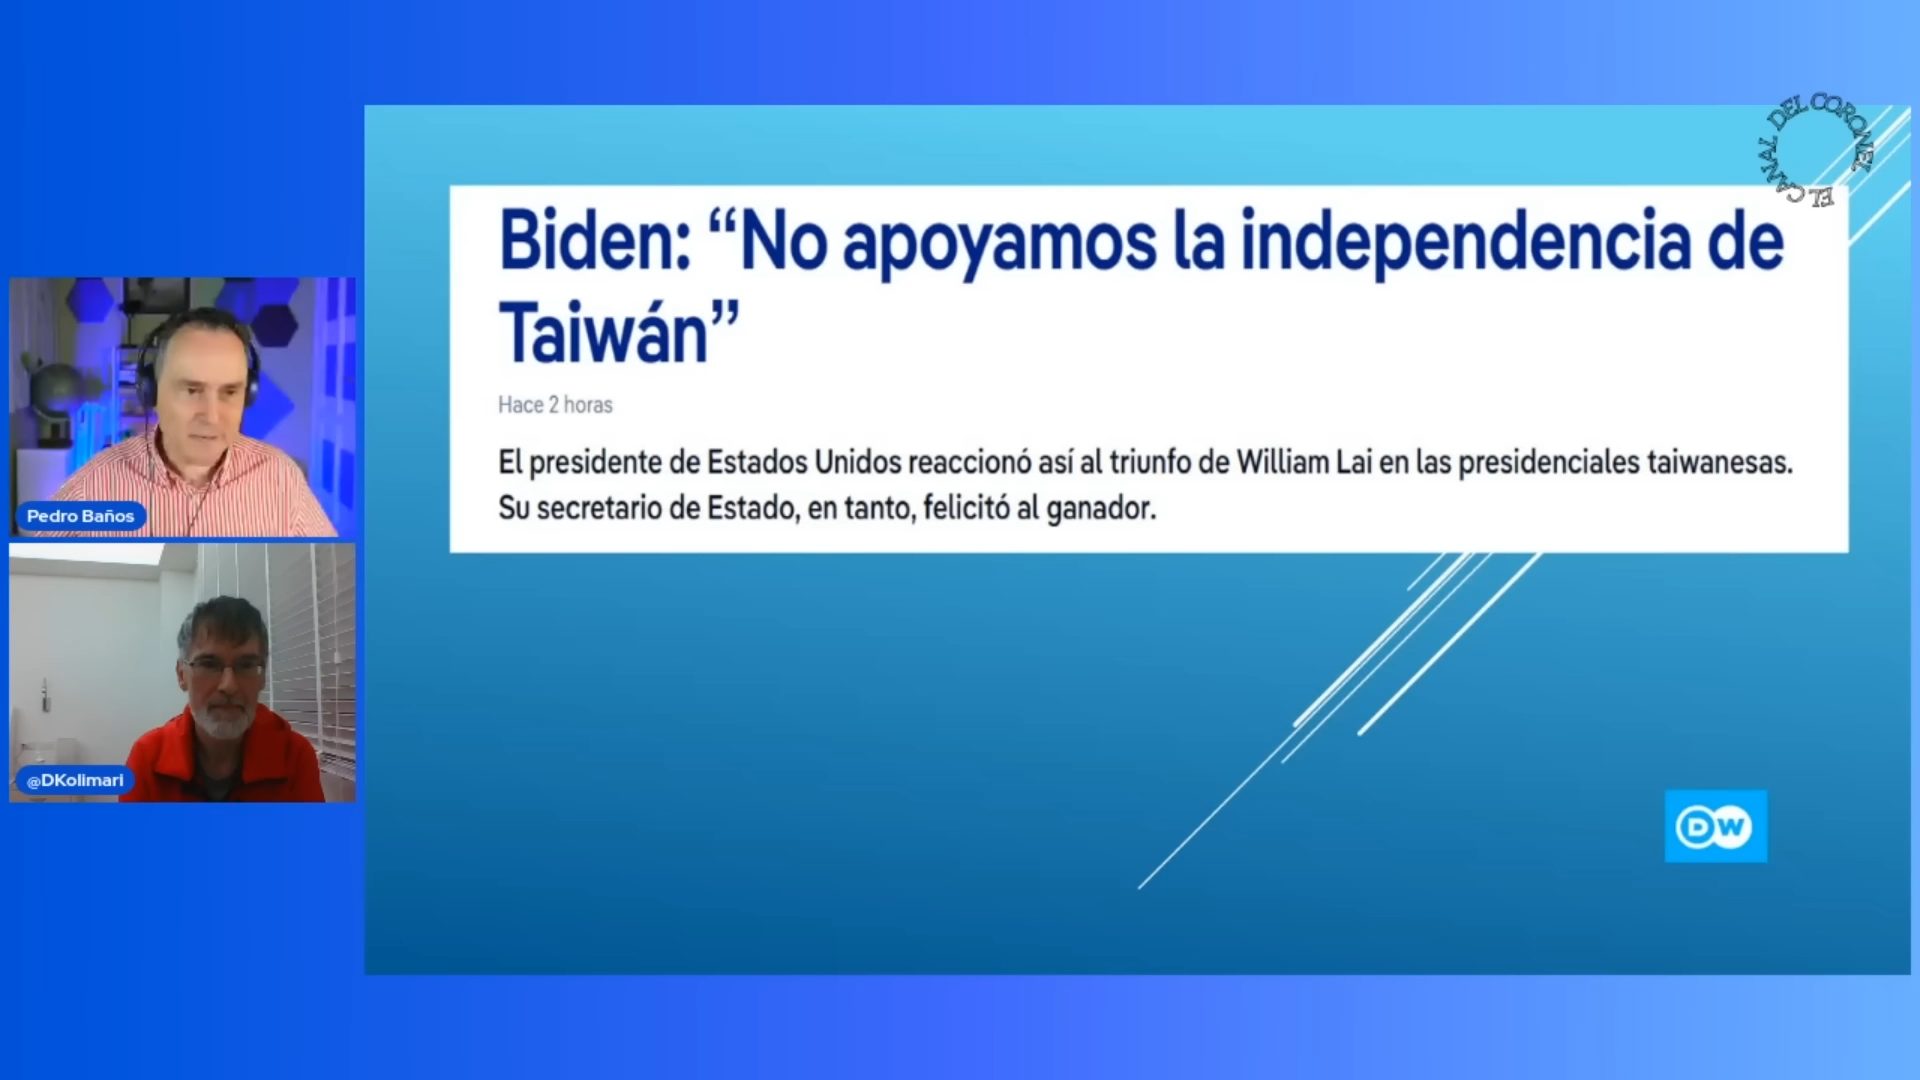 EL CANAL DEL CORONEL
Biden: “No apoyamos la independencia de
Taiwán”
Hace 2 horas
El presidente de Estados Unidos reaccionó así al triunfo de William Lai en las presidenciales taiwanesas.
Su secretario de Estado, en tanto, felicitó al ganador.
Pedro Baños
@DKolimari
DW